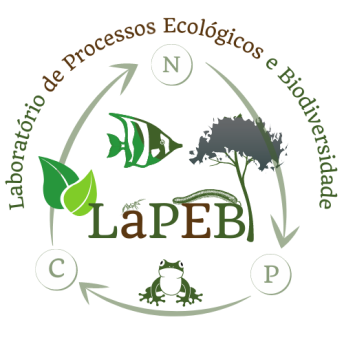 Laboratório de Processos Ecológicos e Biodiversidade
N
LaPEB
C
P